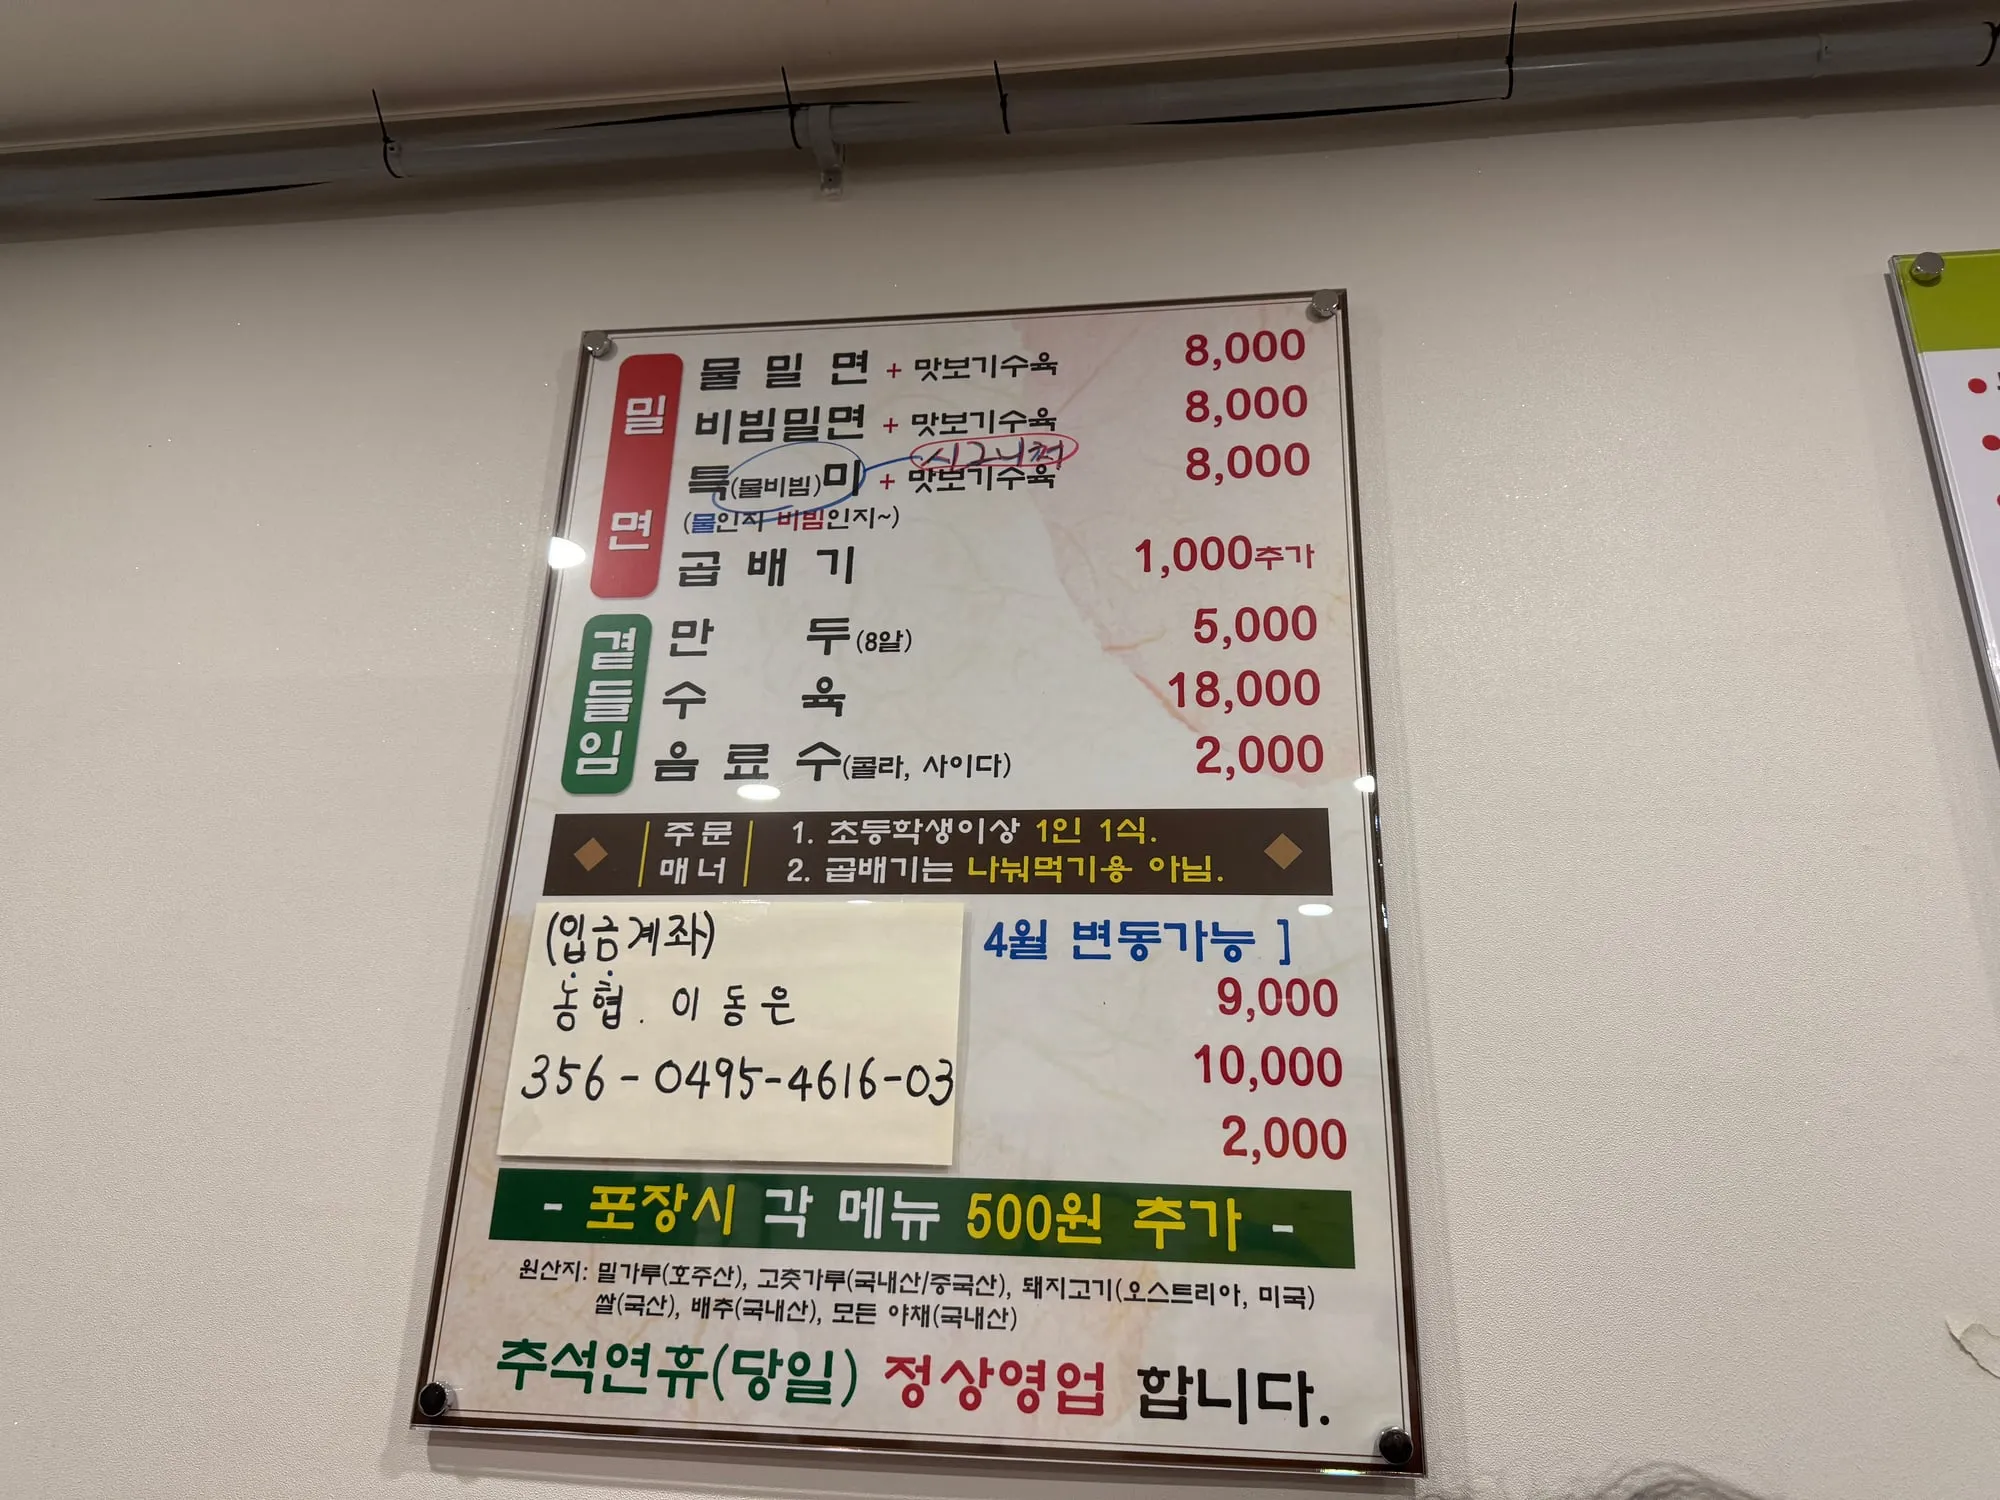 밀면
물밀면 + 맛보기수육 8,000
비빔밀면 + 맛보기수육 8,000
시그니처
특(물비빔)미 + 맛보기수육 8,000
(물인지 비빔인지~)
곱배기 1,000추가
곁들임
만두(8알) 5,000
수육 18,000
음료수(콜라, 사이다) 2,000
주문 매너
1. 초등학생이상 1인 1식.
2. 곱배기는 나눠먹기용 아님.
(입금계좌)
농협. 이동은
356-0495-4616-03
4월 변동가능 ]
9,000
10,000
2,000
- 포장시 각 메뉴 500원 추가 -
원산지: 밀가루(호주산), 고춧가루(국내산/중국산), 돼지고기(오스트리아, 미국)
쌀(국산), 배추(국내산), 모든 야채(국내산)
추석연휴(당일) 정상영업 합니다.